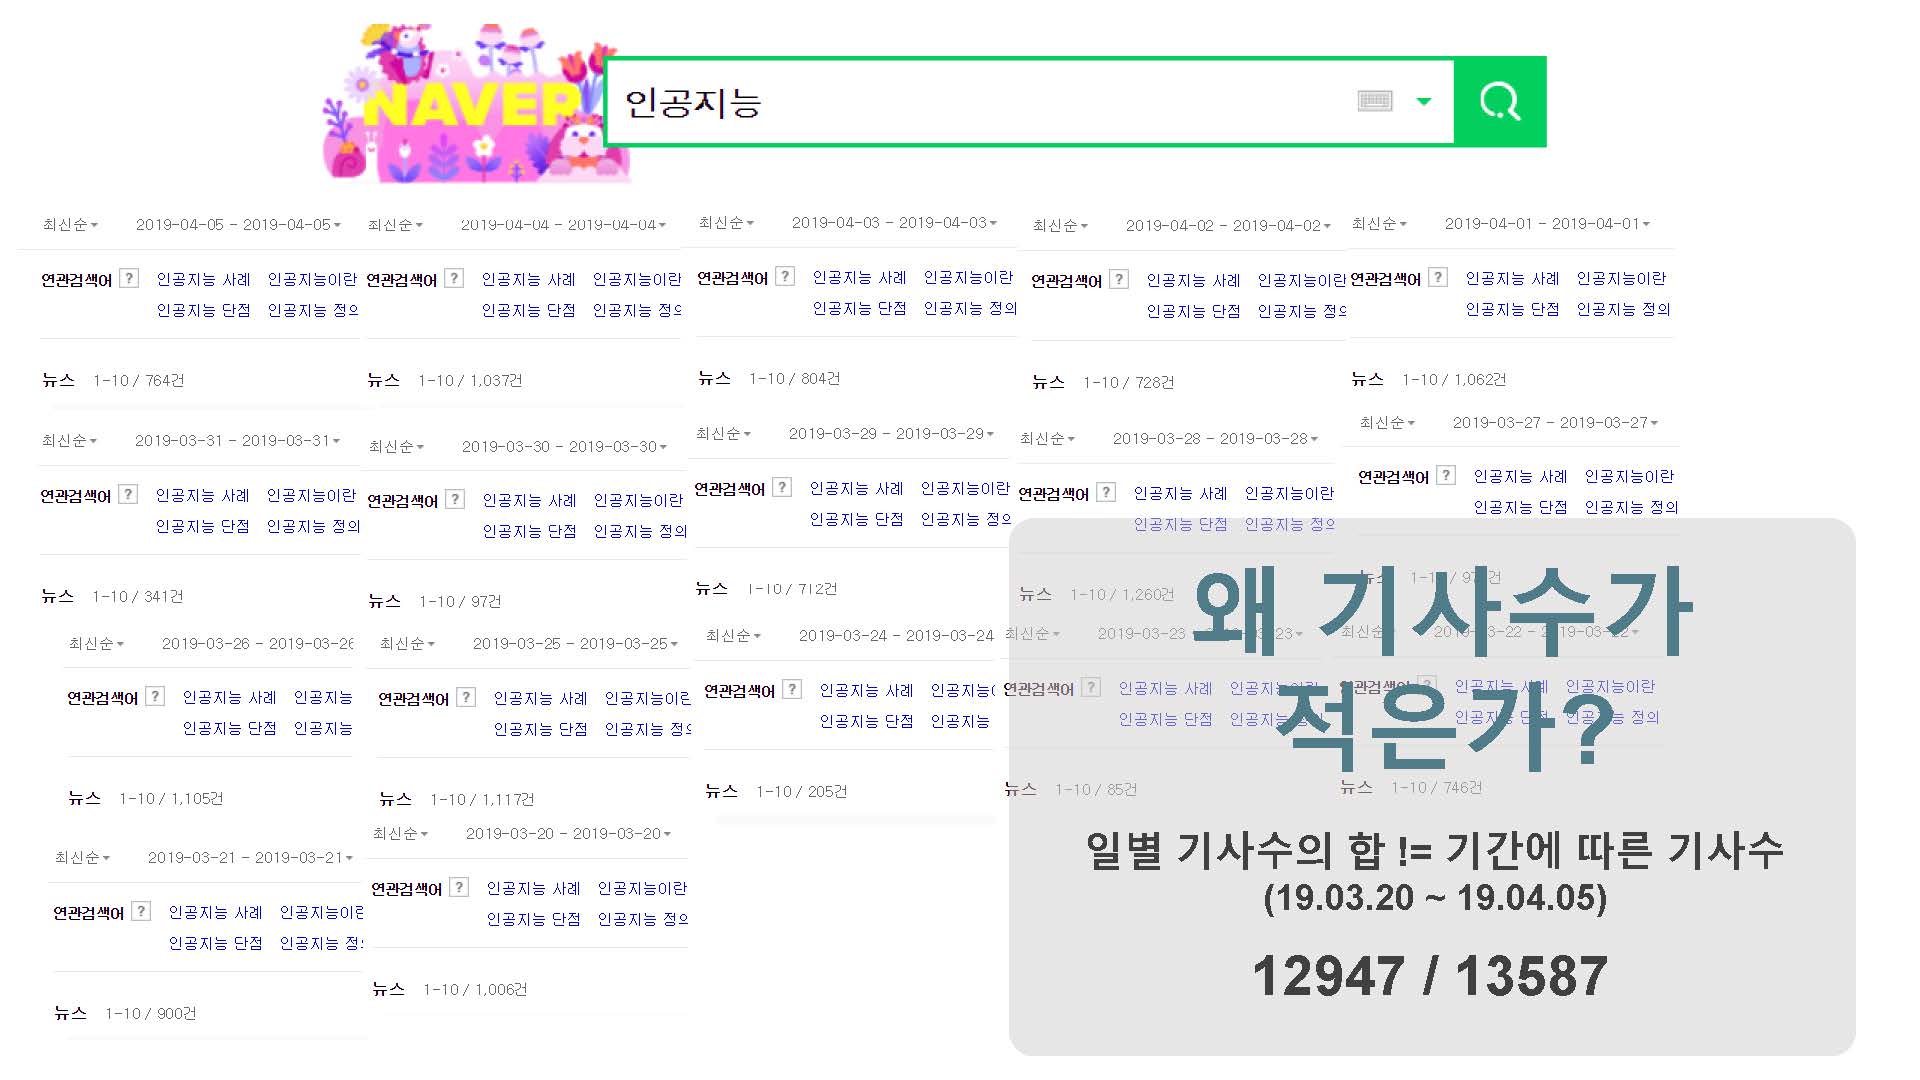 NAVER
인공지능
최신순 2019-04-05 - 2019-04-05
연관검색어 ? 인공지능 사례 인공지능이란
인공지능 단점 인공지능 정의
뉴스 1-10 / 764건
최신순 2019-04-04 - 2019-04-04
연관검색어 ? 인공지능 사례 인공지능이란
인공지능 단점 인공지능 정의
뉴스 1-10 / 1,037건
최신순 2019-04-03 - 2019-04-03
연관검색어 ? 인공지능 사례 인공지능이란
인공지능 단점 인공지능 정의
뉴스 1-10 / 804건
최신순 2019-04-02 - 2019-04-02
연관검색어 ? 인공지능 사례 인공지능이란
인공지능 단점 인공지능 정의
뉴스 1-10 / 728건
최신순 2019-04-01 - 2019-04-01
연관검색어 ? 인공지능 사례 인공지능이란
인공지능 단점 인공지능 정의
뉴스 1-10 / 1,062건
최신순 2019-03-31 - 2019-03-31
연관검색어 ? 인공지능 사례 인공지능이란
인공지능 단점 인공지능 정의
뉴스 1-10 / 341건
최신순 2019-03-30 - 2019-03-30
연관검색어 ? 인공지능 사례 인공지능이란
인공지능 단점 인공지능 정의
뉴스 1-10 / 97건
최신순 2019-03-29 - 2019-03-29
연관검색어 ? 인공지능 사례 인공지능이란
인공지능 단점 인공지능 정의
뉴스 1-10 / 712건
최신순 2019-03-28 - 2019-03-28
연관검색어 ? 인공지능 사례 인공지능이란
인공지능 단점 인공지능 정의
뉴스 1-10 / 1,260건
최신순 2019-03-27 - 2019-03-27
연관검색어 ? 인공지능 사례 인공지능이란
인공지능 단점 인공지능 정의
뉴스 1-10 /
최신순 2019-03-26 - 2019-03-26
연관검색어 ? 인공지능 사례 인공지능
인공지능 단점 인공지능
뉴스 1-10 / 1,105건
최신순 2019-03-25 - 2019-03-25
연관검색어 ? 인공지능 사례 인공지능이란
인공지능 단점 인공지능 정의
뉴스 1-10 / 1,117건
최신순 2019-03-24 - 2019-03-24
연관검색어 ? 인공지능 사례 인공지능
인공지능 단점 인공지능
뉴스 1-10 / 205건
최신순 2019-03-23 - 2019-03-23
연관검색어 ? 인공지능 사례 인공지능이란
인공지능 단점 인공지능
뉴스 1-10 / 85건
최신순 2019-03-22 - 2019-03-22
연관검색어 ? 인공지능 사례 인공지능이란
인공지능 단점 인공지능 정의
뉴스 1-10 / 746건
최신순 2019-03-21 - 2019-03-21
연관검색어 ? 인공지능 사례 인공지능이란
인공지능 단점 인공지능 정의
뉴스 1-10 / 900건
최신순 2019-03-20 - 2019-03-20
연관검색어 ? 인공지능 사례 인공지능이란
인공지능 단점 인공지능 정의
뉴스 1-10 / 1,006건
왜 기사수가
적은가?
일별 기사수의 합 != 기간에 따른 기사수
(19.03.20 ~ 19.04.05)
12947 / 13587